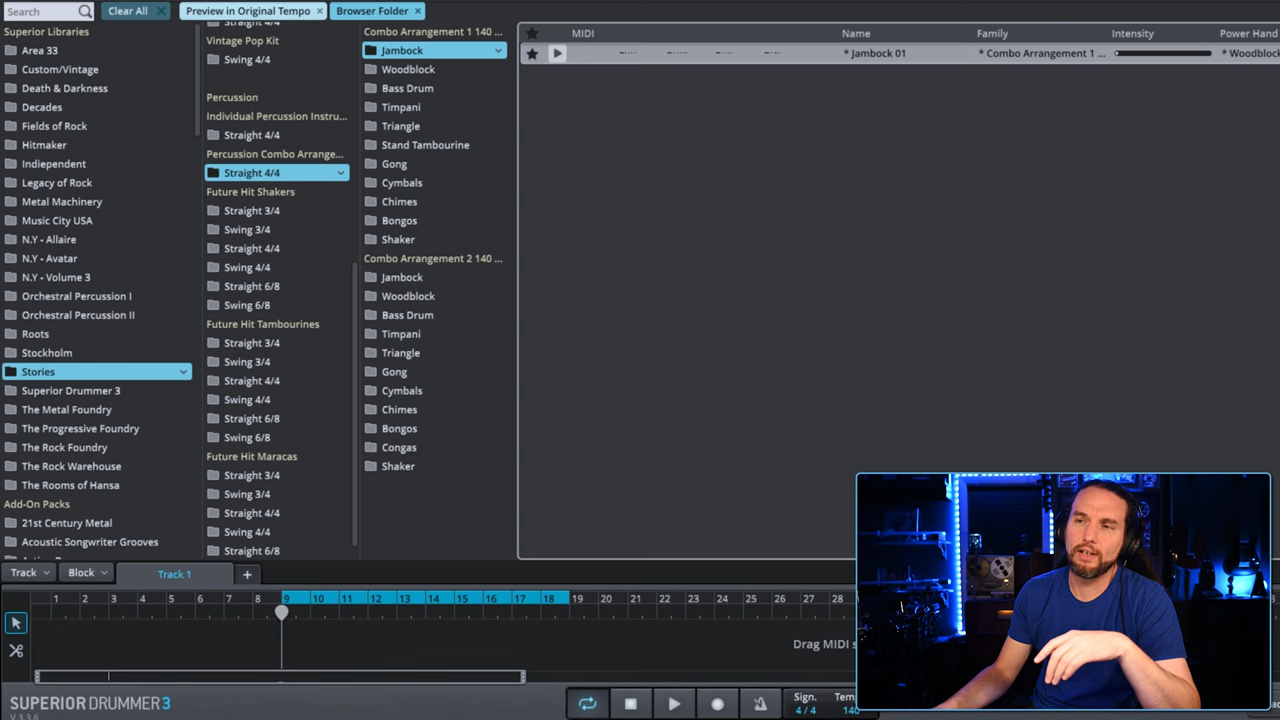 Search
Clear All
Preview in Original Tempo
Browser Folder
Superior Libraries
Area 33
Custom/Vintage
Death & Darkness
Decades
Fields of Rock
Hitmaker
Indiependent
Legacy of Rock
Metal Machinery
Music City USA
N.Y - Allaire
N.Y - Avatar
N.Y - Volume 3
Orchestral Percussion I
Orchestral Percussion II
Roots
Stockholm
Stories
Superior Drummer 3
The Metal Foundry
The Progressive Foundry
The Rock Foundry
The Rock Warehouse
The Rooms of Hansa
Add-On Packs
21st Century Metal
Acoustic Songwriter Grooves
Straight 4/4
Vintage Pop Kit
Swing 4/4
Percussion
Individual Percussion Instru...
Straight 4/4
Percussion Combo Arrange...
Straight 4/4
Future Hit Shakers
Straight 3/4
Swing 3/4
Straight 4/4
Swing 4/4
Straight 6/8
Swing 6/8
Future Hit Tambourines
Straight 3/4
Swing 3/4
Straight 4/4
Swing 4/4
Straight 6/8
Swing 6/8
Future Hit Maracas
Straight 3/4
Swing 3/4
Straight 4/4
Swing 4/4
Straight 6/8
Combo Arrangement 1 140 ...
Jambock
Woodblock
Bass Drum
Timpani
Triangle
Stand Tambourine
Gong
Cymbals
Chimes
Bongos
Shaker
Combo Arrangement 2 140 ...
Jambock
Woodblock
Bass Drum
Timpani
Triangle
Gong
Cymbals
Chimes
Bongos
Congas
Shaker
MIDI Name Family Intensity Power Hand
* Jambock 01 * Combo Arrangement 1 ... * Woodbloc
Track Block Track 1 +
1 2 3 4 5 6 7 8 9 10 11 12 13 14 15 16 17 18 19 20 21 22 23 24 25 26 27 28
Drag MIDI s
SUPERIOR DRUMMER 3
V 3.3.6
Sign. Tem
4 / 4 140